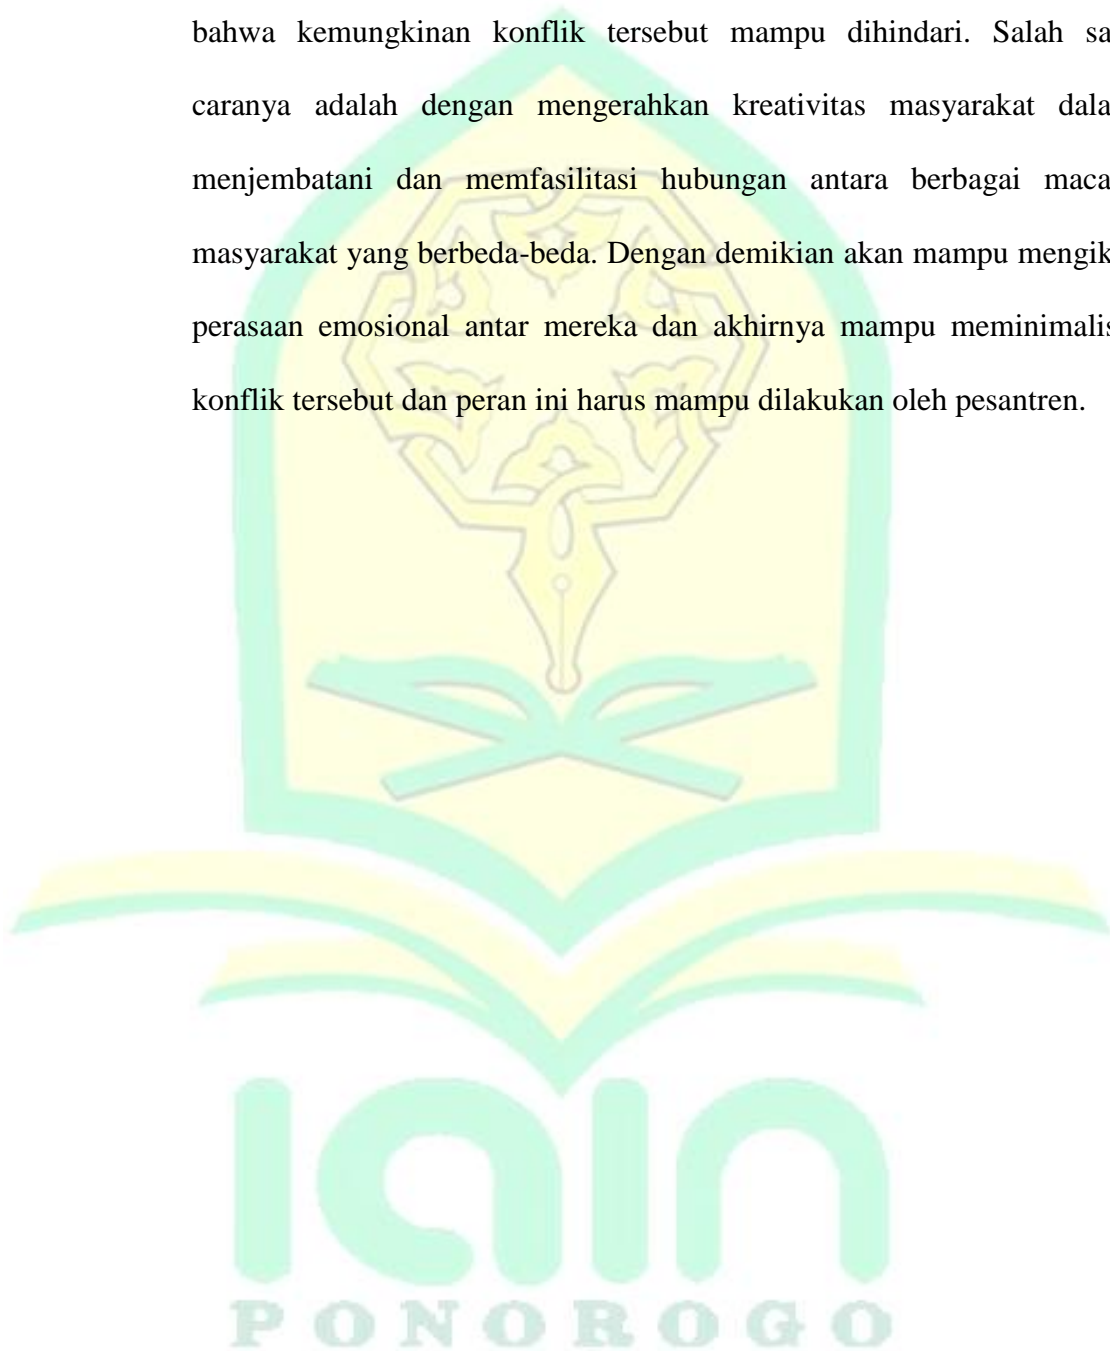 bahwa kemungkinan konflik tersebut mampu dihindari. Salah sa
caranya adalah dengan mengerahkan kreativitas masyarakat dala
menjembatani dan memfasilitasi hubungan antara berbagai maca
masyarakat yang berbeda-beda. Dengan demikian akan mampu mengik
perasaan emosional antar mereka dan akhirnya mampu meminimalis
konflik tersebut dan peran ini harus mampu dilakukan oleh pesantren.
iain
PONOROGO